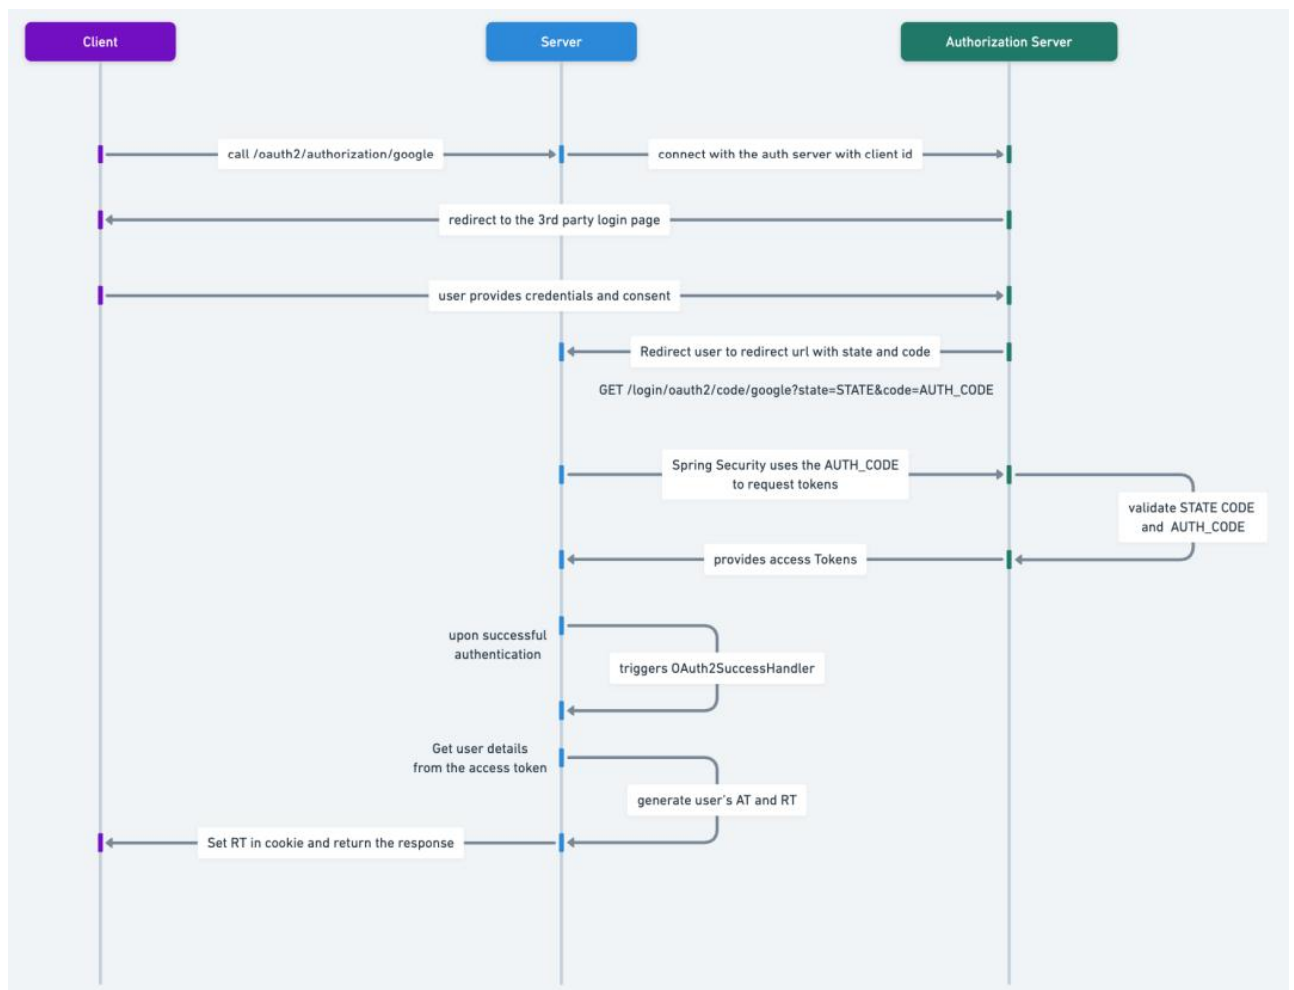 Client
Server
Authorization Server
call /oauth2/authorization/google
connect with the auth server with client id
redirect to the 3rd party login page
user provides credentials and consent
Redirect user to redirect url with state and code
GET /login/oauth2/code/google?state=STATE&code=AUTH_CODE
Spring Security uses the AUTH_CODE
to request tokens
validate STATE CODE
and AUTH_CODE
provides access Tokens
upon successful
authentication
triggers OAuth2SuccessHandler
Get user details
from the access token
generate user's AT and RT
Set RT in cookie and return the response